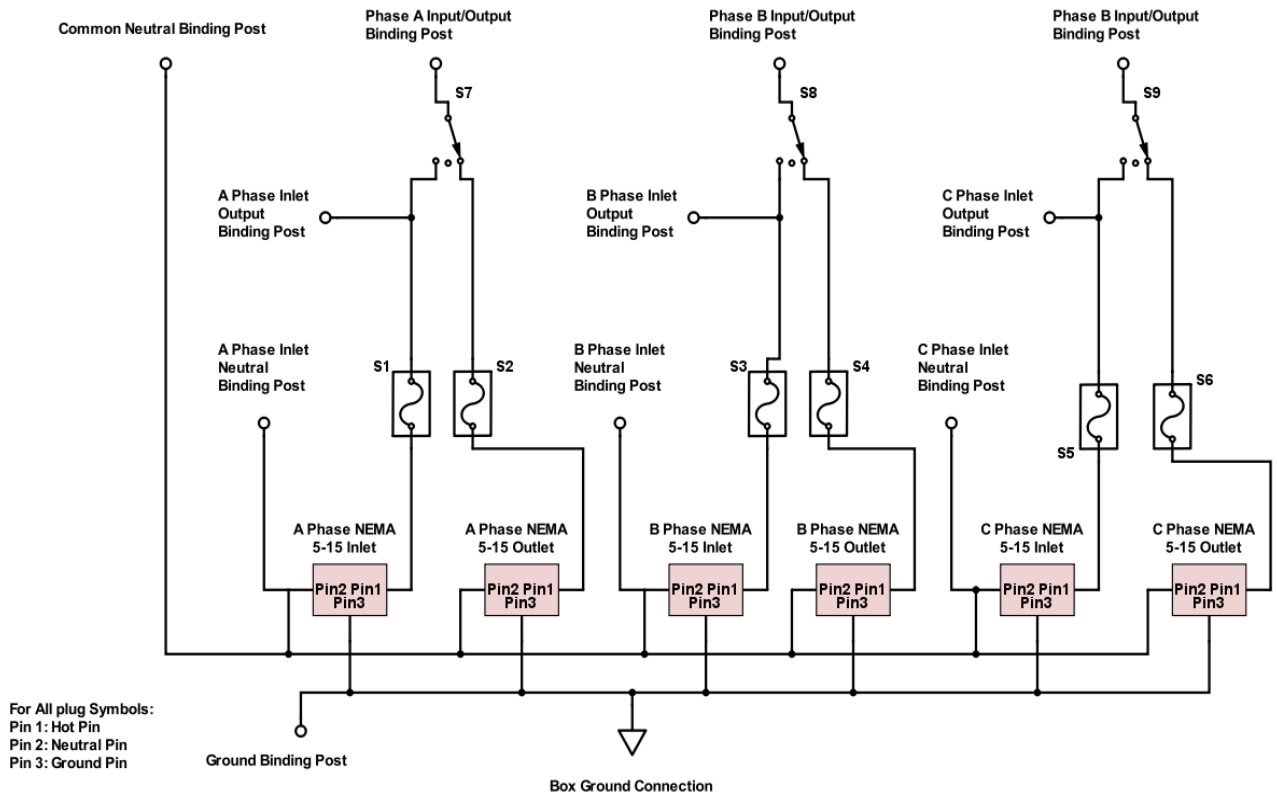 Common Neutral Binding Post
Phase A Input/Output
Binding Post
Phase B Input/Output
Binding Post
Phase B Input/Output
Binding Post
S7
S8
S9
A Phase Inlet
Output
Binding Post
B Phase Inlet
Output
Binding Post
C Phase Inlet
Output
Binding Post
A Phase Inlet
Neutral
Binding Post
S1
S2
B Phase Inlet
Neutral
Binding Post
S3
S4
C Phase Inlet
Neutral
Binding Post
S5
S6
A Phase NEMA
5-15 Inlet
A Phase NEMA
5-15 Outlet
B Phase NEMA
5-15 Inlet
B Phase NEMA
5-15 Outlet
C Phase NEMA
5-15 Inlet
C Phase NEMA
5-15 Outlet
Pin2 Pin1
Pin3
Pin2 Pin1
Pin3
Pin2 Pin1
Pin3
Pin2 Pin1
Pin3
Pin2 Pin1
Pin3
Pin2 Pin1
Pin3
For All plug Symbols:
Pin 1: Hot Pin
Pin 2: Neutral Pin
Pin 3: Ground Pin
Ground Binding Post
Box Ground Connection